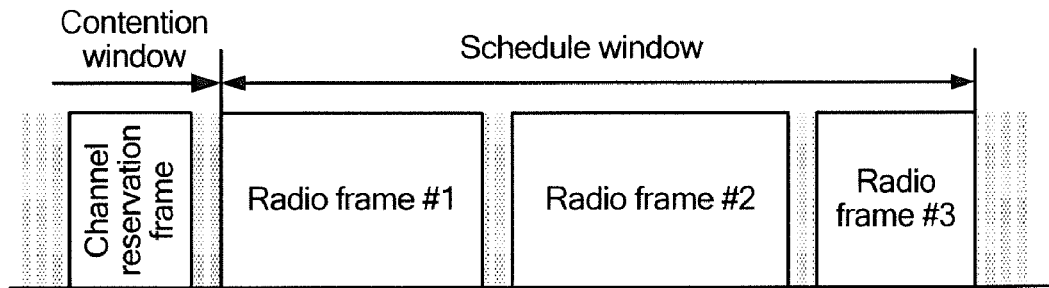 Contention
window
Schedule window
Channel
reservation
frame
Radio frame #1
Radio frame #2
Radio
frame #3